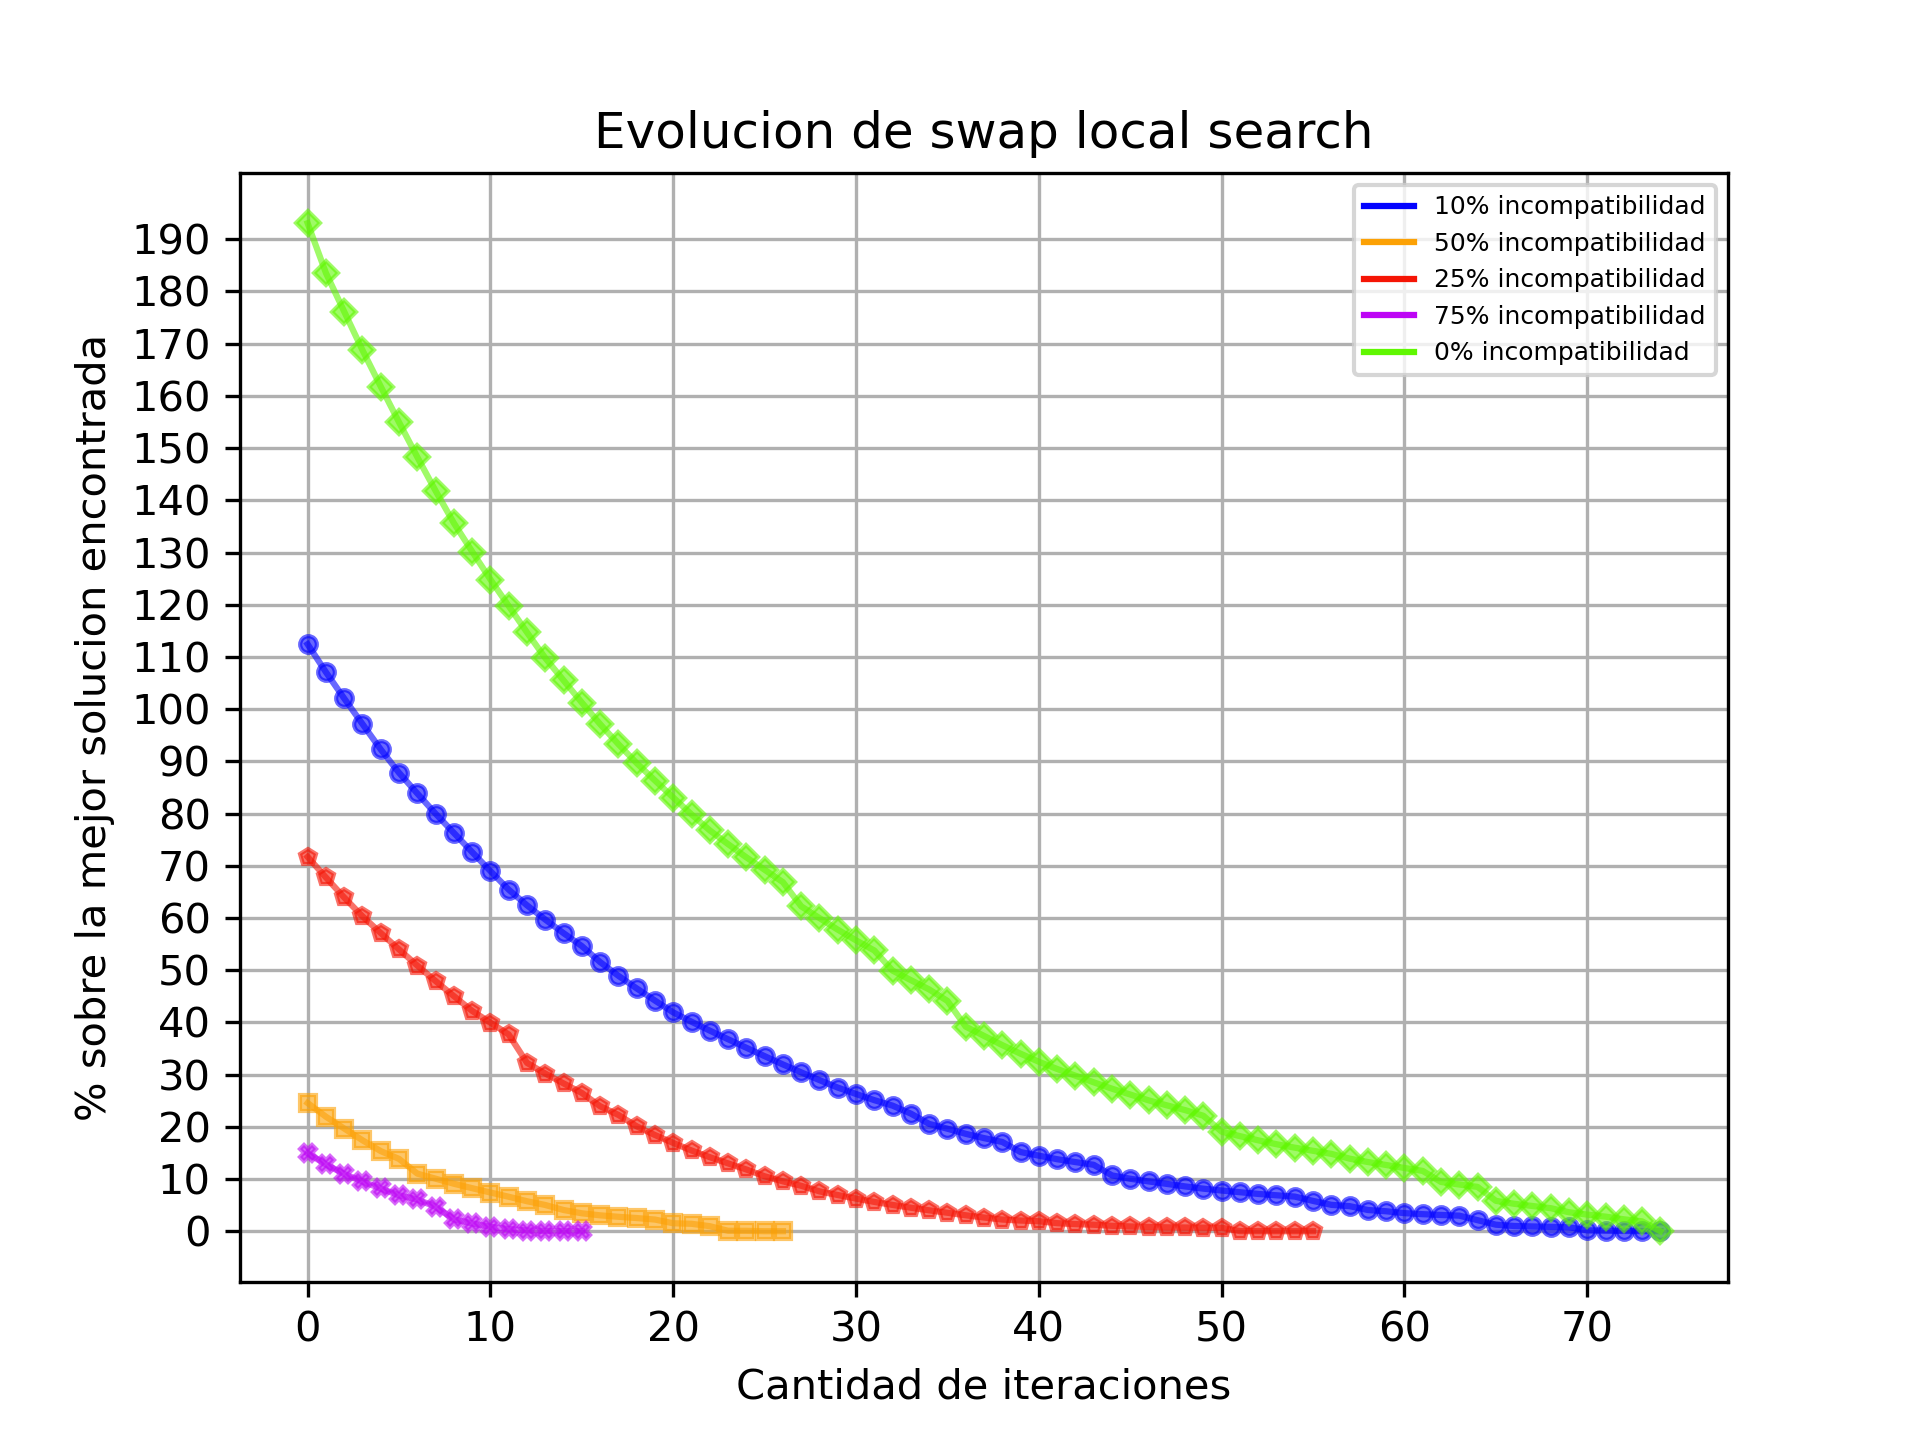 Evolucion de swap local search
% sobre la mejor solucion encontrada
190
180
170
160
150
140
130
120
110
100
90
80
70
60
50
40
30
20
10
0
10% incompatibilidad
50% incompatibilidad
25% incompatibilidad
75% incompatibilidad
0% incompatibilidad
0 10 20 30 40 50 60 70
Cantidad de iteraciones